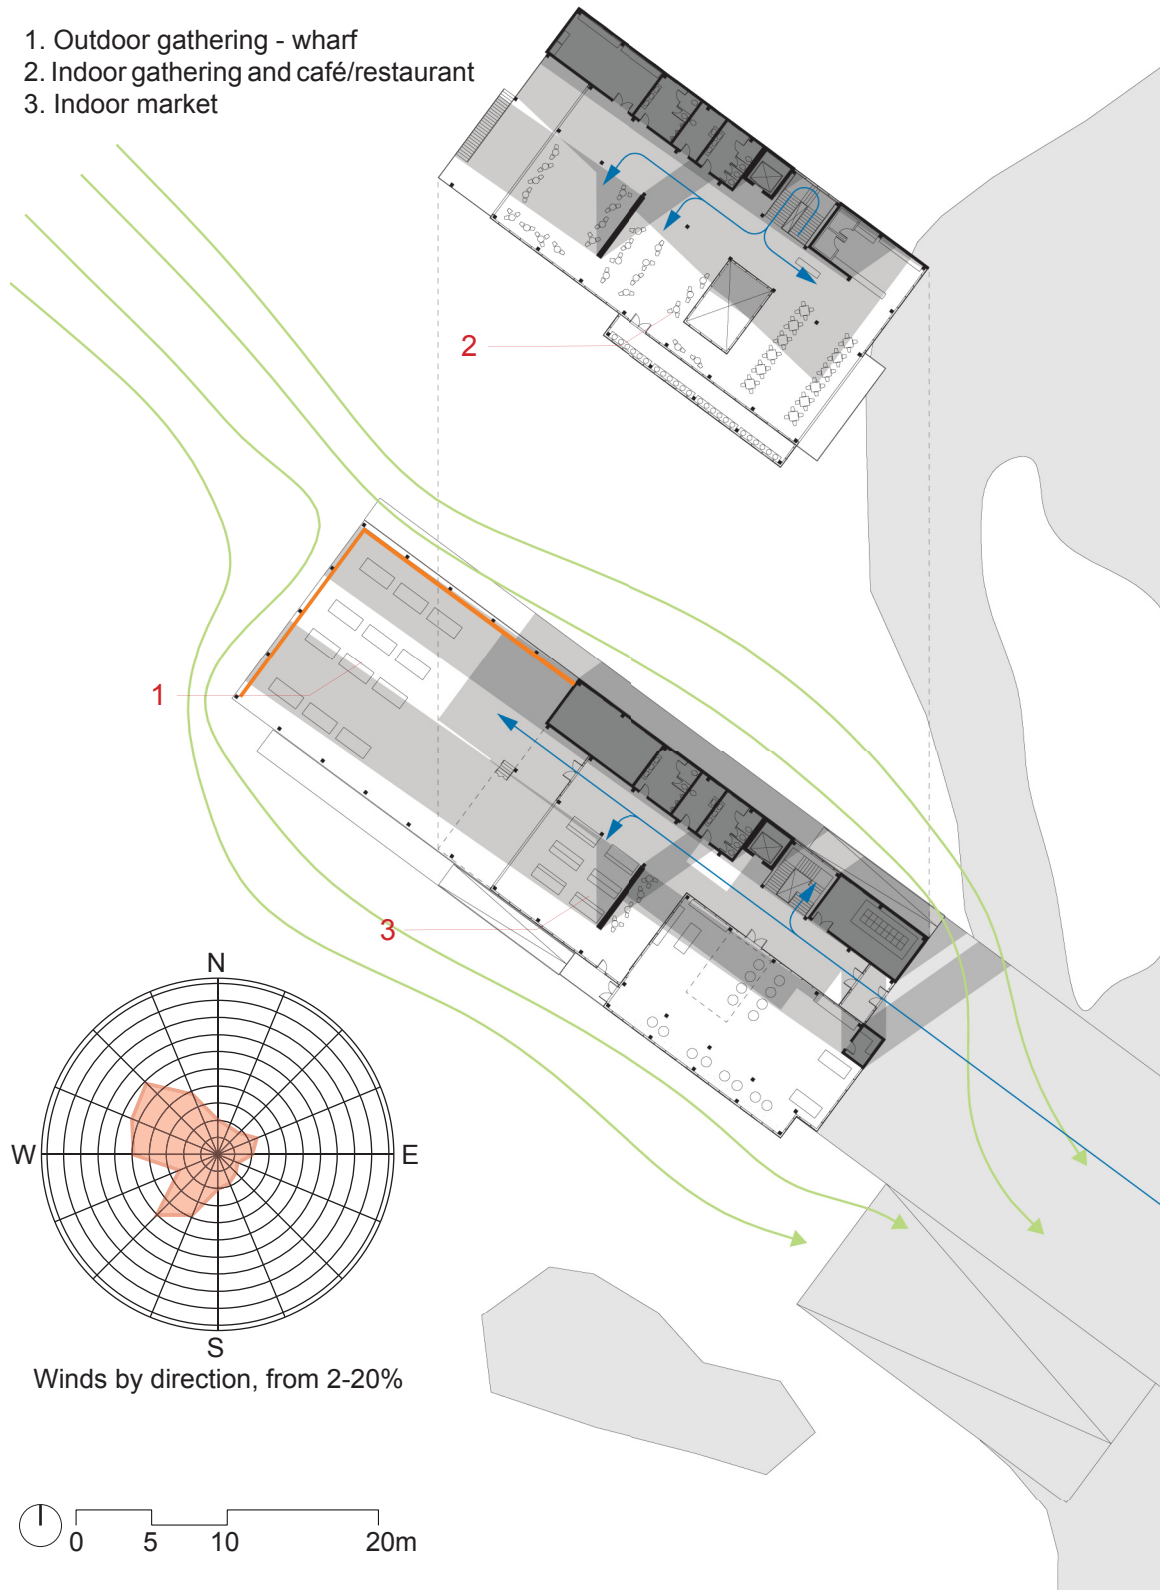 1. Outdoor gathering - wharf
2. Indoor gathering and café/restaurant
3. Indoor market
2
1
3
N
W
E
S
Winds by direction, from 2-20%
0 5 10 20m